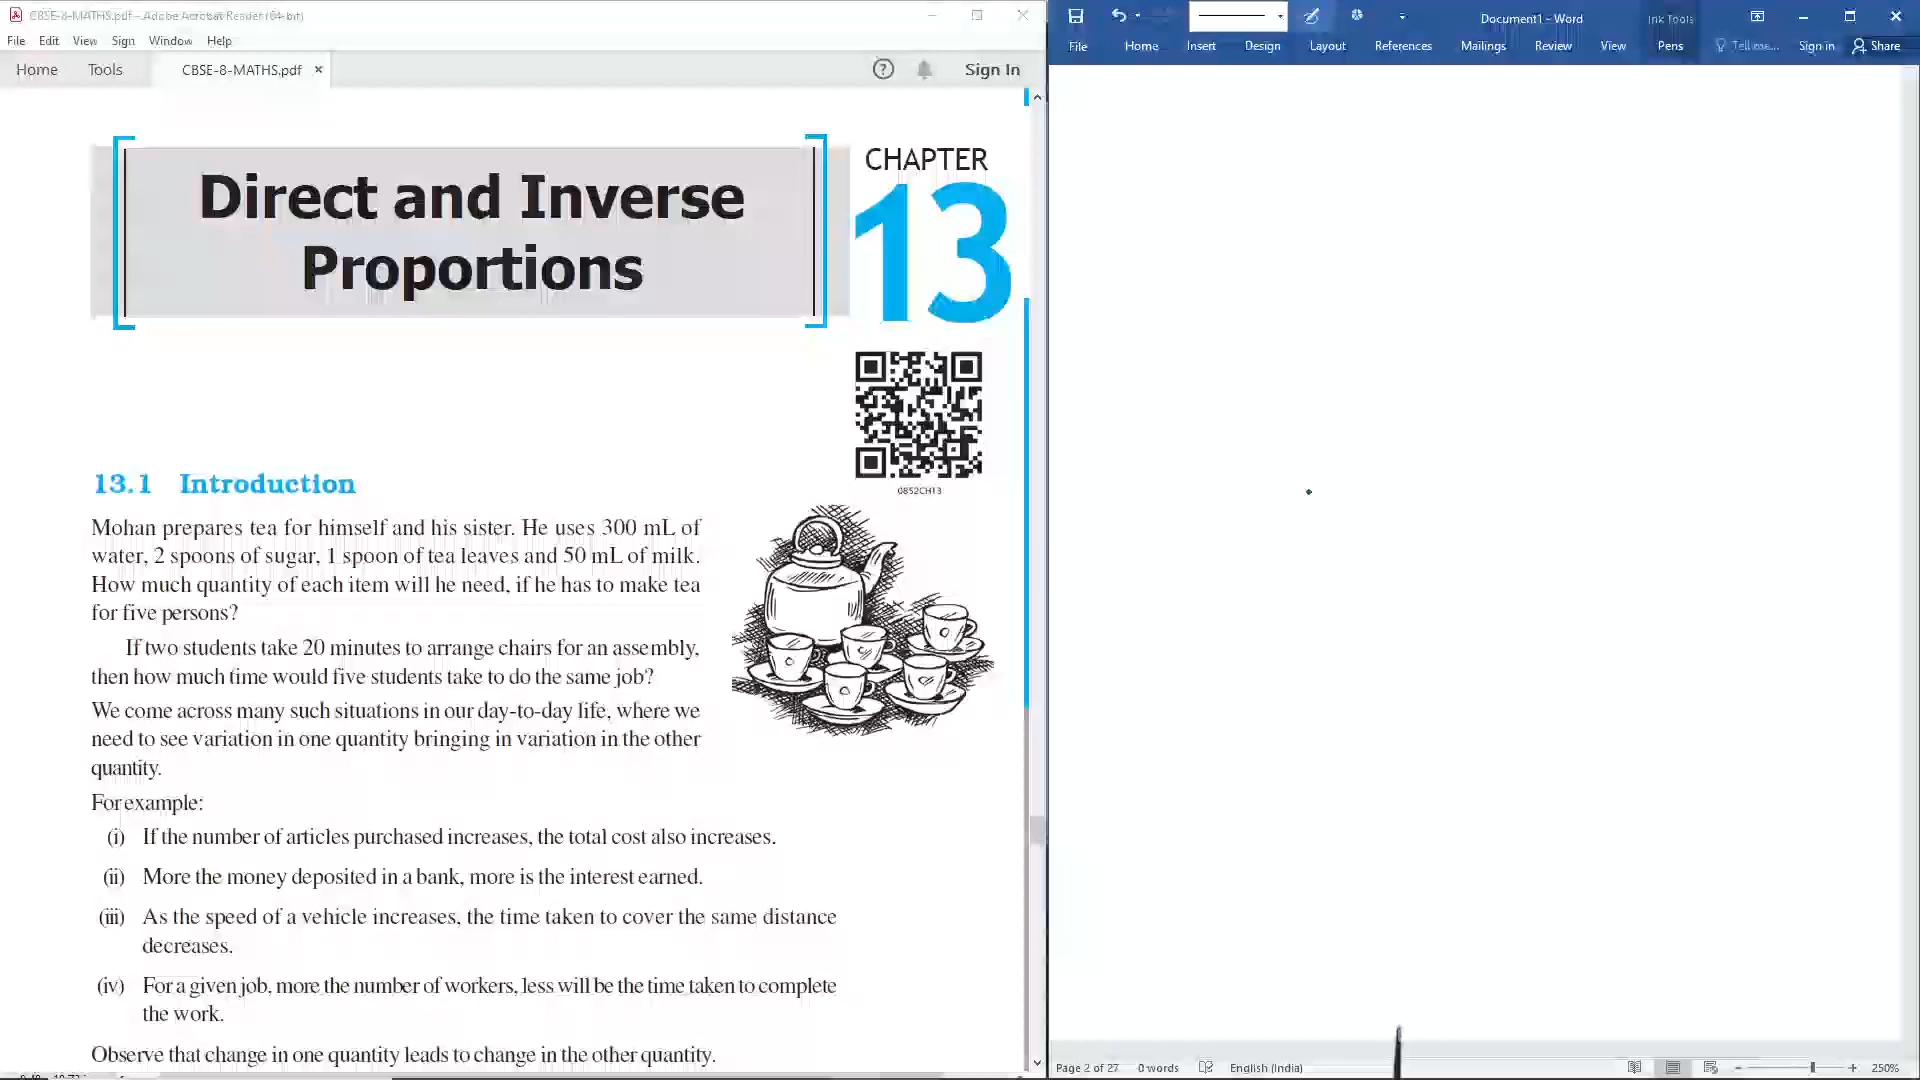 CBSE-8-MATHS.pdf - Adobe Acrobat Reader (64-bit)
File Edit View Sign Window Help
Home Tools CBSE-8-MATHS.pdf × Sign In
Direct and Inverse
Proportions
CHAPTER
13
0852CH13
13.1 Introduction
Mohan prepares tea for himself and his sister. He uses 300 mL of
water, 2 spoons of sugar, 1 spoon of tea leaves and 50 mL of milk.
How much quantity of each item will he need, if he has to make tea
for five persons?
If two students take 20 minutes to arrange chairs for an assembly,
then how much time would five students take to do the same job?
We come across many such situations in our day-to-day life, where we
need to see variation in one quantity bringing in variation in the other
quantity.
For example:
(i) If the number of articles purchased increases, the total cost also increases.
(ii) More the money deposited in a bank, more is the interest earned.
(iii) As the speed of a vehicle increases, the time taken to cover the same distance
decreases.
(iv) For a given job, more the number of workers, less will be the time taken to complete
the work.
Observe that change in one quantity leads to change in the other quantity.
Document1 - Word
Ink Tools
File Home Insert Design Layout References Mailings Review View Pens Tell me... Sign in Share
Page 2 of 27 0 words English (India) 250%